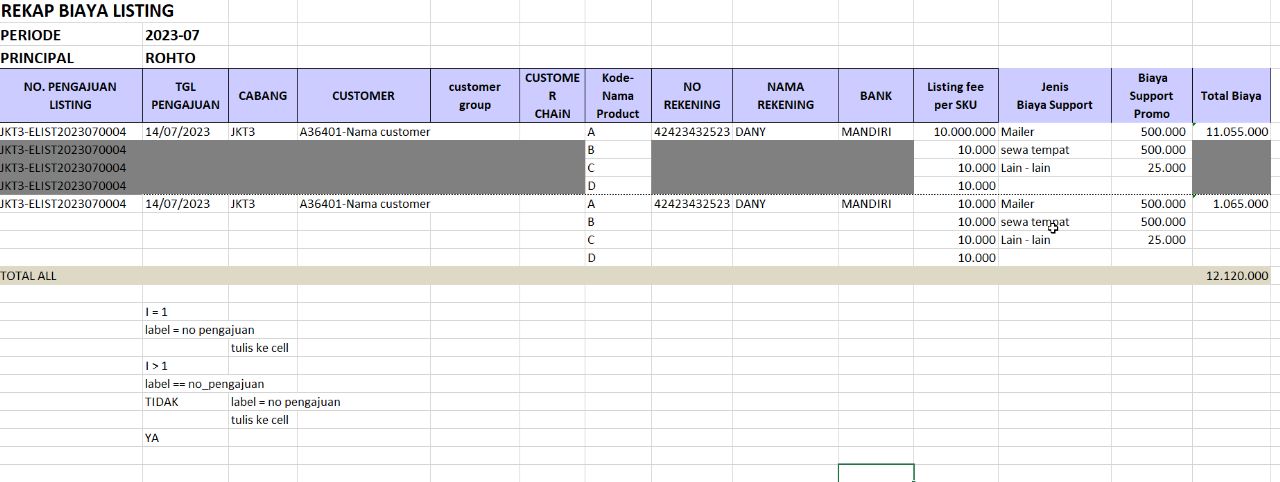 REKAP BIAYA LISTING
PERIODE 2023-07
PRINCIPAL ROHTO
NO. PENGAJUAN LISTING TGL PENGAJUAN CABANG CUSTOMER customer group CUSTOMER CHAiN Kode-Nama Product NO REKENING NAMA REKENING BANK Listing fee per SKU Jenis Biaya Support Biaya Support Promo Total Biaya
JKT3-ELIST2023070004 14/07/2023 JKT3 A36401-Nama customer A 42423432523 DANY MANDIRI 10.000.000 Mailer 500.000 11.055.000
JKT3-ELIST2023070004 B 10.000 sewa tempat 500.000
JKT3-ELIST2023070004 C 10.000 Lain - lain 25.000
JKT3-ELIST2023070004 D 10.000
JKT3-ELIST2023070004 14/07/2023 JKT3 A36401-Nama customer A 42423432523 DANY MANDIRI 10.000 Mailer 500.000 1.065.000
B 10.000 sewa tempat 500.000
C 10.000 Lain - lain 25.000
D 10.000
TOTAL ALL 12.120.000
I = 1
label = no pengajuan
tulis ke cell
I > 1
label == no_pengajuan
TIDAK label = no pengajuan
tulis ke cell
YA